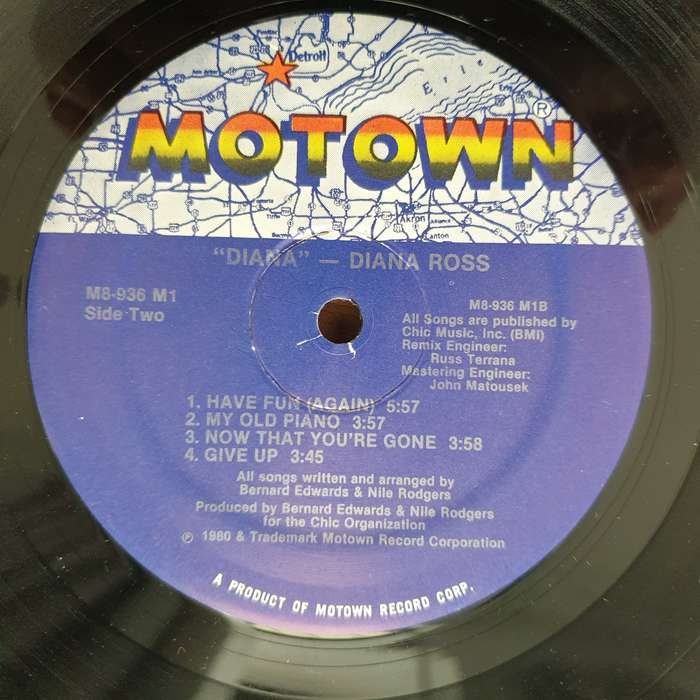 Detroit
Erie
MOTOWN®
Akron
Canton
"DIANA" — DIANA ROSS
M8-936 M1
Side Two
M8-936 M1B
All Songs are published by
Chic Music, Inc. (BMI)
Remix Engineer:
Russ Terrana
Mastering Engineer:
John Matousek
1. HAVE FUN (AGAIN) 5:57
2. MY OLD PIANO 3:57
3. NOW THAT YOU'RE GONE 3:58
4. GIVE UP 3:45
All songs written and arranged by
Bernard Edwards & Nile Rodgers
Produced by Bernard Edwards & Nile Rodgers
for the Chic Organization
℗ 1980 & Trademark Motown Record Corporation
A PRODUCT OF MOTOWN RECORD CORP.